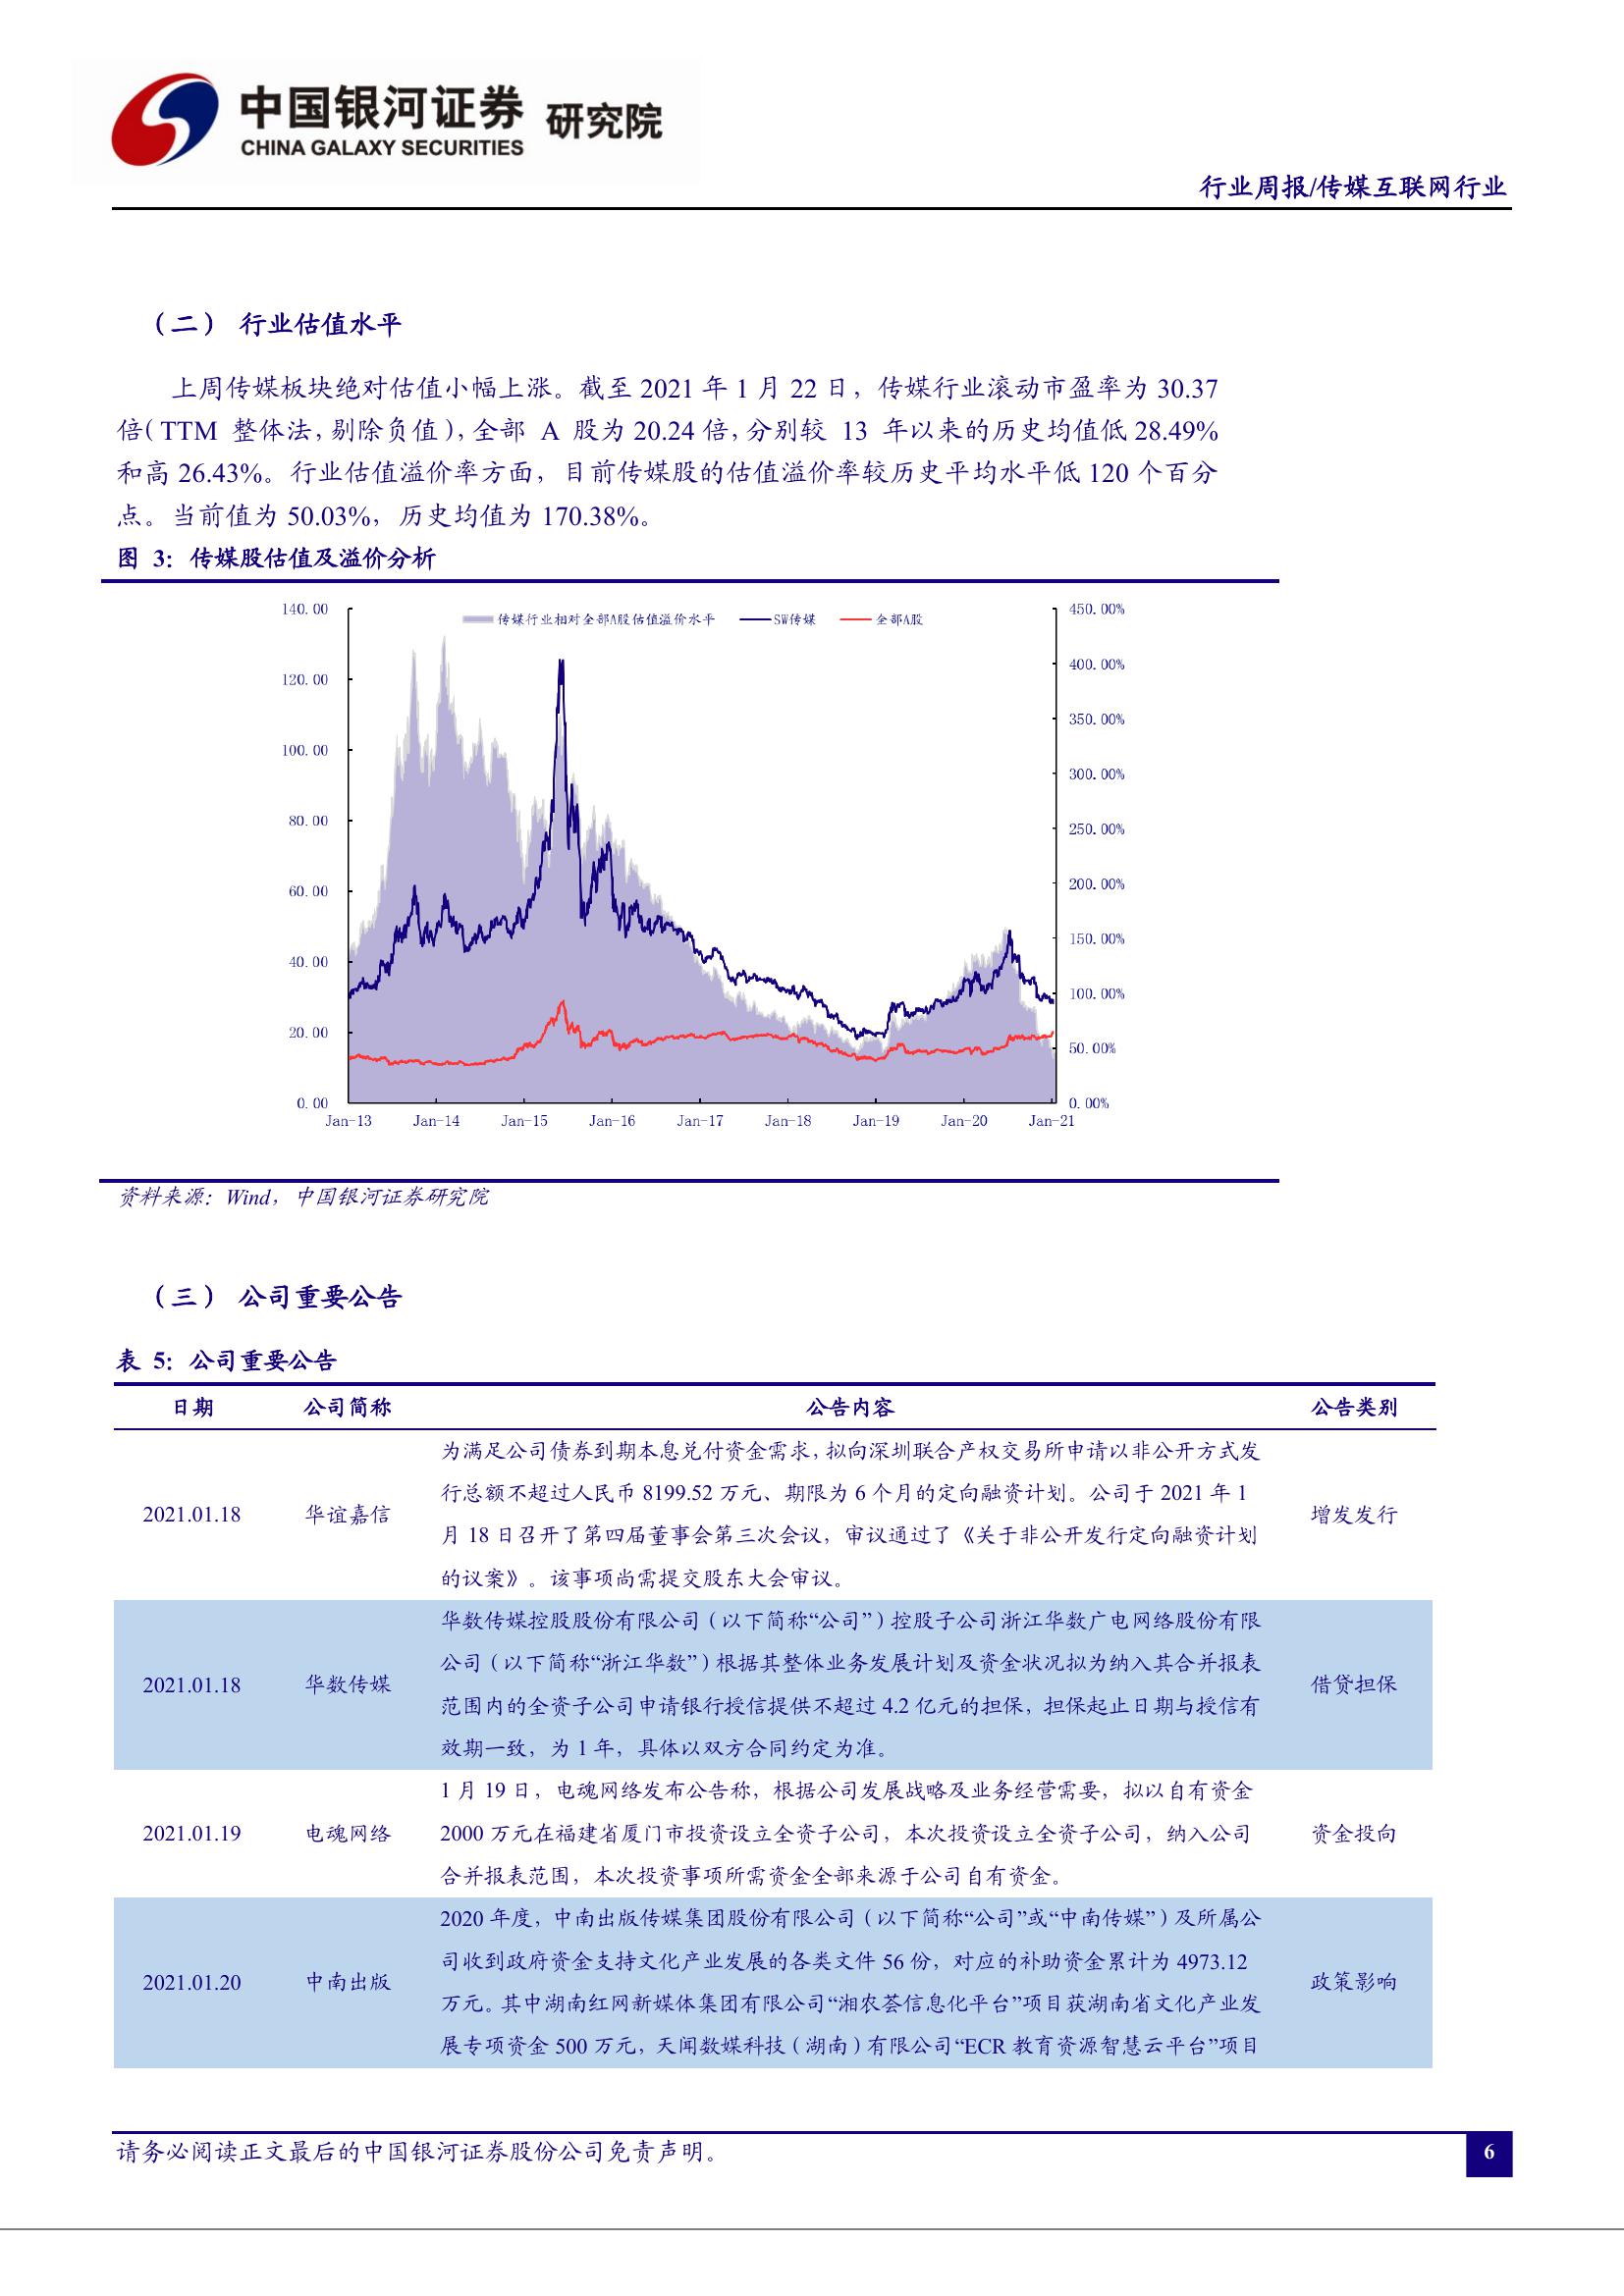 中国银河证券 研究院
CHINA GALAXY SECURITIES
行业周报/传媒互联网行业
（二） 行业估值水平
上周传媒板块绝对估值小幅上涨。截至 2021 年 1 月 22 日，传媒行业滚动市盈率为 30.37
倍（TTM 整体法，剔除负值），全部 A 股为 20.24 倍，分别较 13 年以来的历史均值低 28.49%
和高 26.43%。行业估值溢价率方面，目前传媒股的估值溢价率较历史平均水平低 120 个百分
点。当前值为 50.03%，历史均值为 170.38%。
图 3：传媒股估值及溢价分析
传媒行业相对全部A股估值溢价水平 SW传媒 全部A股
140.00 450.00%
400.00%
120.00
350.00%
100.00
300.00%
80.00 250.00%
60.00 200.00%
150.00%
40.00
100.00%
20.00
50.00%
0.00 0.00%
Jan-13 Jan-14 Jan-15 Jan-16 Jan-17 Jan-18 Jan-19 Jan-20 Jan-21
资料来源：Wind，中国银河证券研究院
（三） 公司重要公告
表 5：公司重要公告
日期 公司简称 公告内容 公告类别
为满足公司债券到期本息兑付资金需求，拟向深圳联合产权交易所申请以非公开方式发
行总额不超过人民币 8199.52 万元、期限为 6 个月的定向融资计划。公司于 2021 年 1
2021.01.18 华谊嘉信 增发发行
月 18 日召开了第四届董事会第三次会议，审议通过了《关于非公开发行定向融资计划
的议案》。该事项尚需提交股东大会审议。
华数传媒控股股份有限公司（以下简称“公司”）控股子公司浙江华数广电网络股份有限
公司（以下简称“浙江华数”）根据其整体业务发展计划及资金状况拟为纳入其合并报表
2021.01.18 华数传媒 借贷担保
范围内的全资子公司申请银行授信提供不超过 4.2 亿元的担保，担保起止日期与授信有
效期一致，为 1 年，具体以双方合同约定为准。
1 月 19 日，电魂网络发布公告称，根据公司发展战略及业务经营需要，拟以自有资金
2021.01.19 电魂网络 2000 万元在福建省厦门市投资设立全资子公司，本次投资设立全资子公司，纳入公司 资金投向
合并报表范围，本次投资事项所需资金全部来源于公司自有资金。
2020 年度，中南出版传媒集团股份有限公司（以下简称“公司”或“中南传媒”）及所属公
司收到政府资金支持文化产业发展的各类文件 56 份，对应的补助资金累计为 4973.12
2021.01.20 中南出版 政策影响
万元。其中湖南红网新媒体集团有限公司“湘农荟信息化平台”项目获湖南省文化产业发
展专项资金 500 万元，天闻数媒科技（湖南）有限公司“ECR 教育资源智慧云平台”项目
请务必阅读正文最后的中国银河证券股份公司免责声明。
6